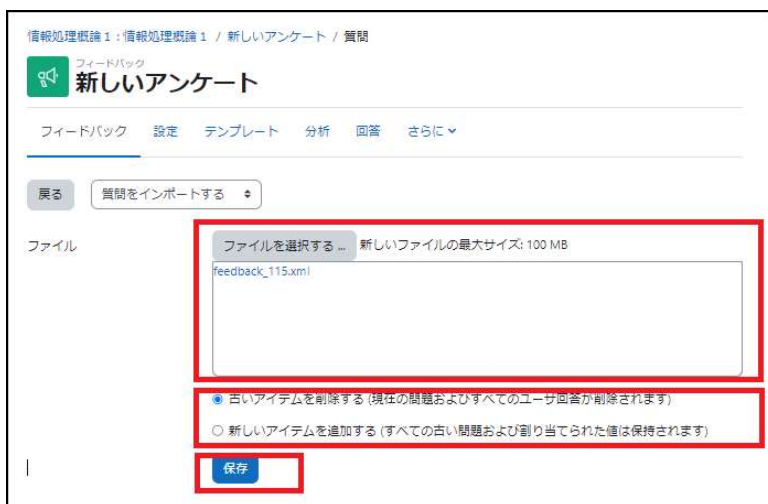 情報処理概論1:情報処理概論1 / 新しいアンケート / 質問
フィードバック
新しいアンケート
フィードバック 設定 テンプレート 分析 回答 さらに
戻る 質問をインポートする
ファイル ファイルを選択する ... 新しいファイルの最大サイズ: 100 MB
feedback_115.xml
古いアイテムを削除する (現在の問題およびすべてのユーザ回答が削除されます)
新しいアイテムを追加する (すべての古い問題および割り当てられた値は保持されます)
保存